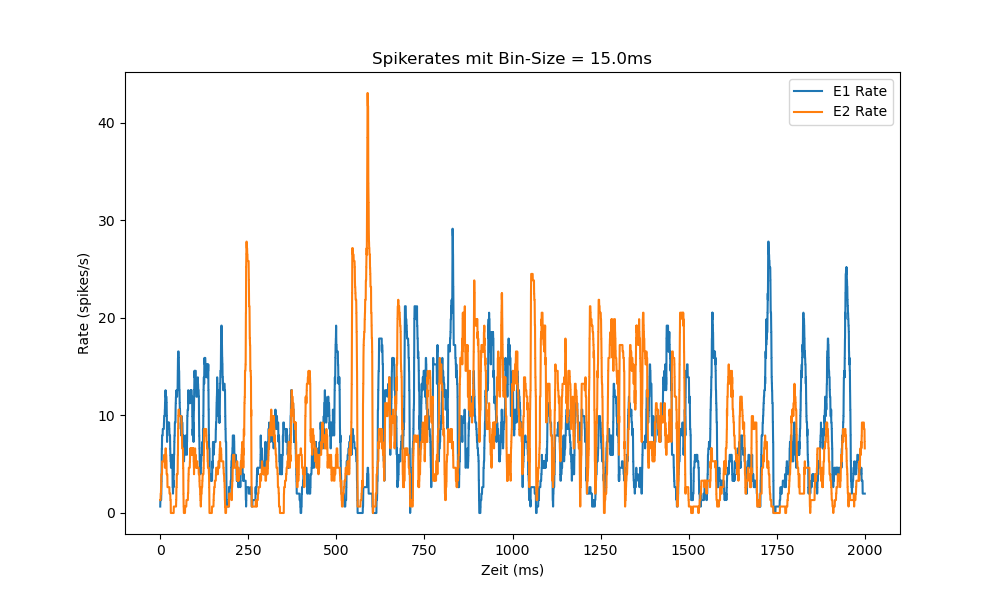 Spikerates mit Bin-Size = 15.0ms
E1 Rate
E2 Rate
40
30
20
10
0
Rate (spikes/s)
0 250 500 750 1000 1250 1500 1750 2000
Zeit (ms)